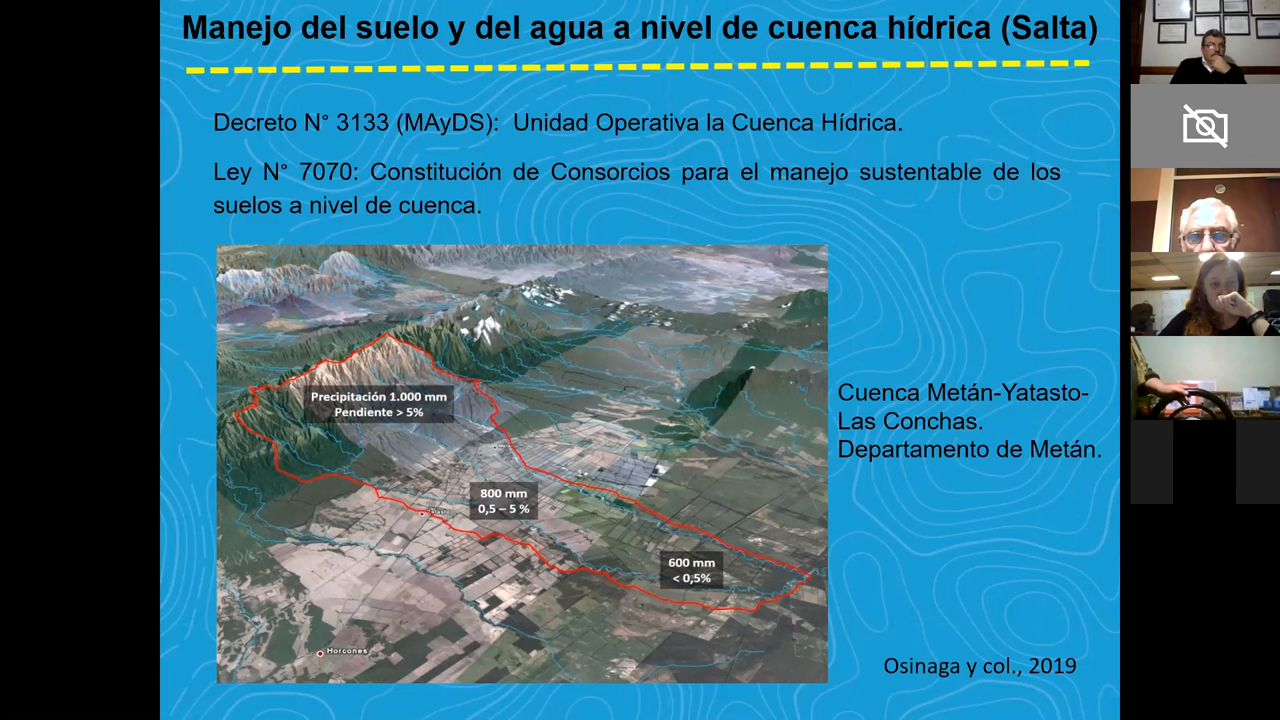 Manejo del suelo y del agua a nivel de cuenca hídrica (Salta)
Decreto N° 3133 (MAyDS): Unidad Operativa la Cuenca Hídrica.
Ley N° 7070: Constitución de Consorcios para el manejo sustentable de los
suelos a nivel de cuenca.
Precipitación 1.000 mm
Pendiente > 5%
800 mm
0,5 – 5 %
600 mm
< 0,5%
Horcones
Cuenca Metán-Yatasto-
Las Conchas.
Departamento de Metán.
Osinaga y col., 2019